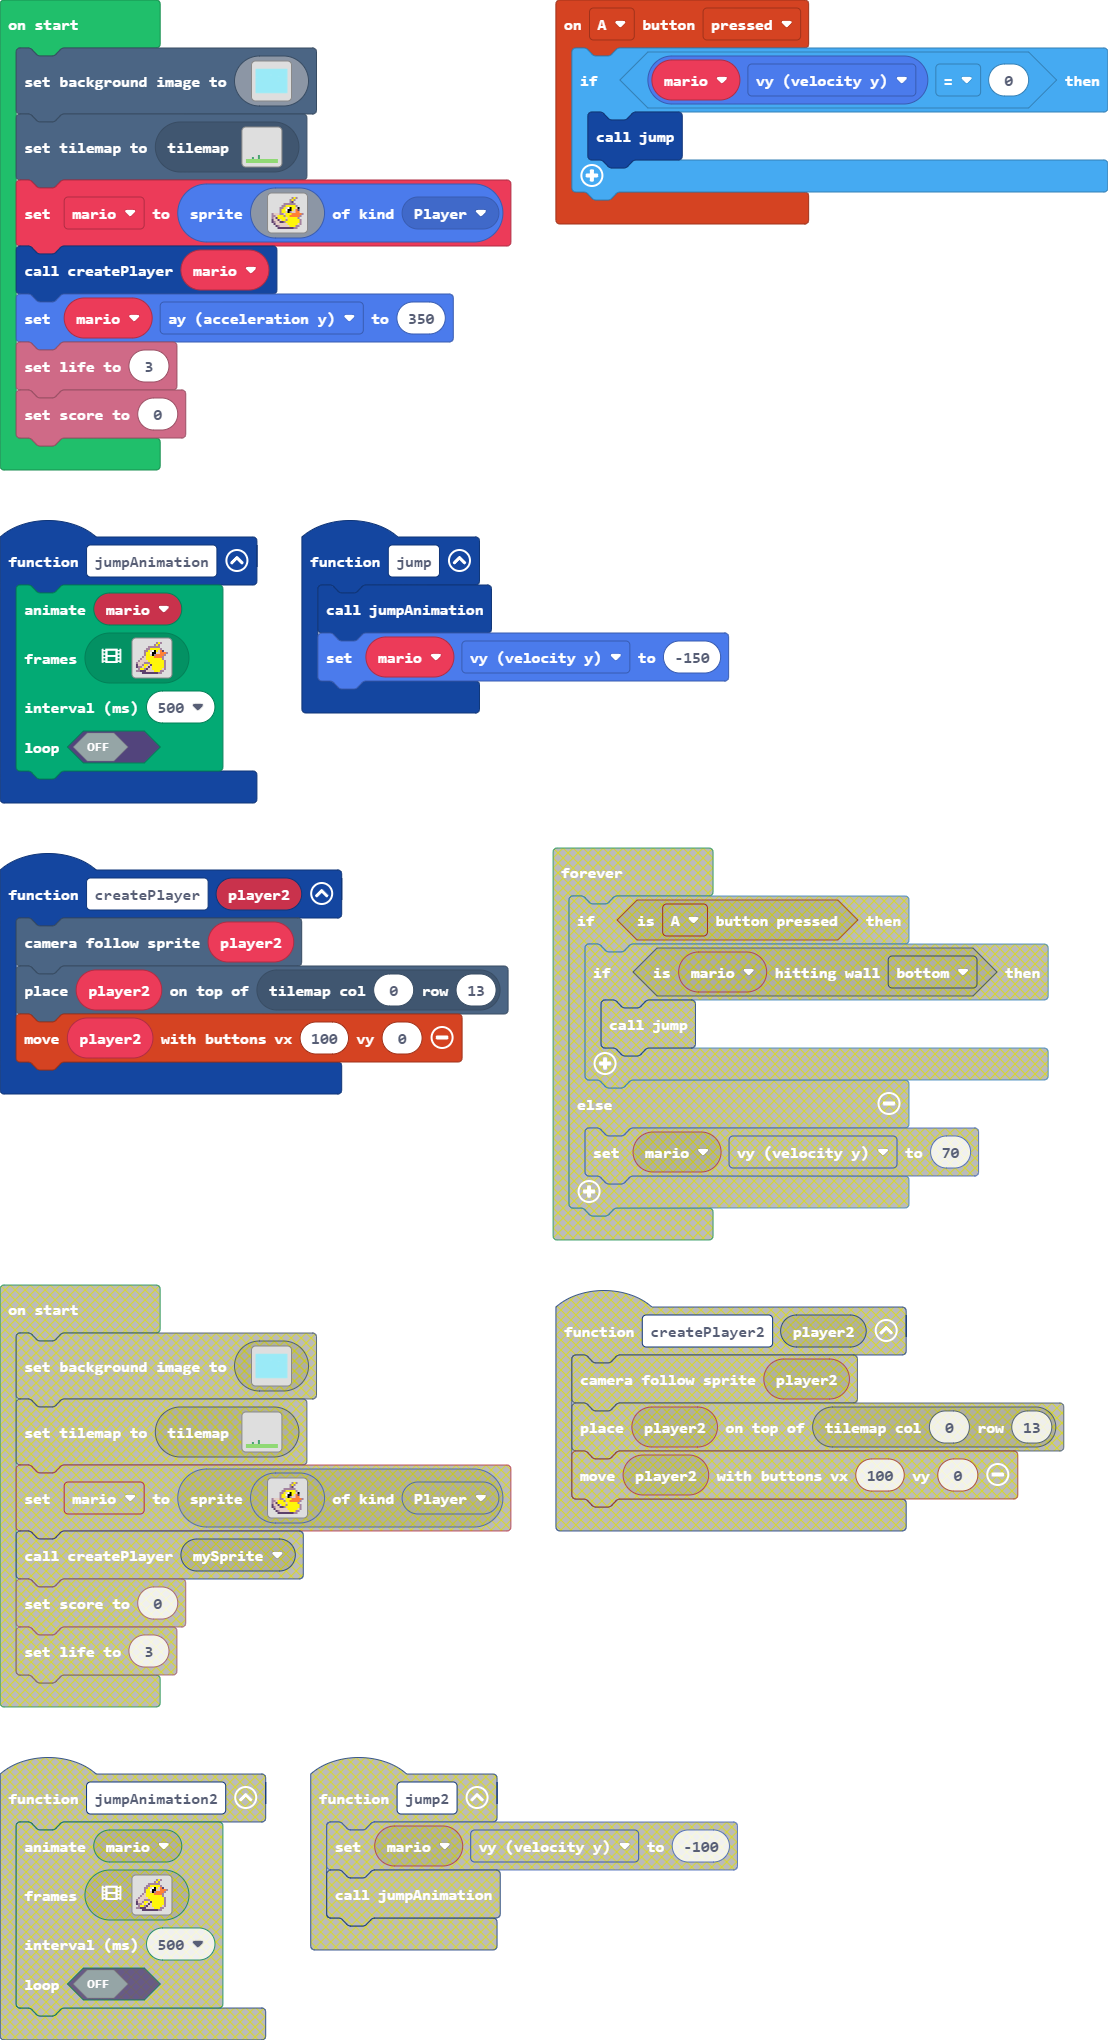 on start
set background image to
set tilemap to tilemap
set mario to sprite of kind Player
call createPlayer mario
set mario ay (acceleration y) to 350
set life to 3
set score to 0
on A button pressed
if mario vy (velocity y) = 0 then
call jump
function jumpAnimation
animate mario
frames
interval (ms) 500
loop OFF
function jump
call jumpAnimation
set mario vy (velocity y) to -150
function createPlayer player2
camera follow sprite player2
place player2 on top of tilemap col 0 row 13
move player2 with buttons vx 100 vy 0
forever
if is A button pressed then
if is mario hitting wall bottom then
call jump
else
set mario vy (velocity y) to 70
on start
set background image to
set tilemap to tilemap
set mario to sprite of kind Player
call createPlayer mySprite
set score to 0
set life to 3
function createPlayer2 player2
camera follow sprite player2
place player2 on top of tilemap col 0 row 13
move player2 with buttons vx 100 vy 0
function jumpAnimation2
animate mario
frames
interval (ms) 500
loop OFF
function jump2
set mario vy (velocity y) to -100
call jumpAnimation